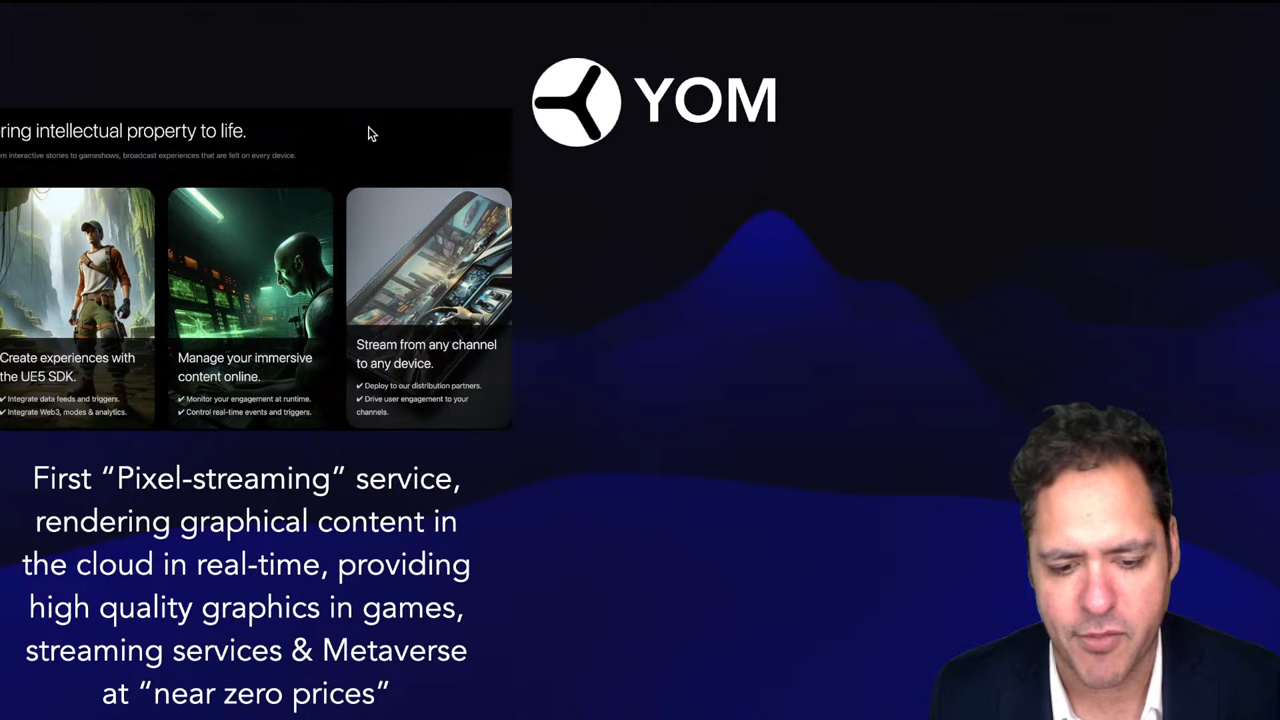 YOM
ring intellectual property to life.
m interactive stories to gameshows, broadcast experiences that are felt on every device.
Create experiences with
the UE5 SDK.
✔ Integrate data feeds and triggers.
✔ Integrate Web3, modes & analytics.
Manage your immersive
content online.
✔ Monitor your engagement at runtime.
✔ Control real-time events and triggers.
Stream from any channel
to any device.
✔ Deploy to our distribution partners.
✔ Drive user engagement to your
channels.
First “Pixel-streaming” service,
rendering graphical content in
the cloud in real-time, providing
high quality graphics in games,
streaming services & Metaverse
at “near zero prices”